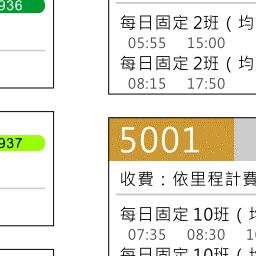 936
每日固定 2班 ( 均
05:55 15:00
每日固定 2班 ( 均
08:15 17:50
937
5001
收費：依里程計費
每日固定 10班 ( 均
07:35 08:30
每日固定 10班 ( 均